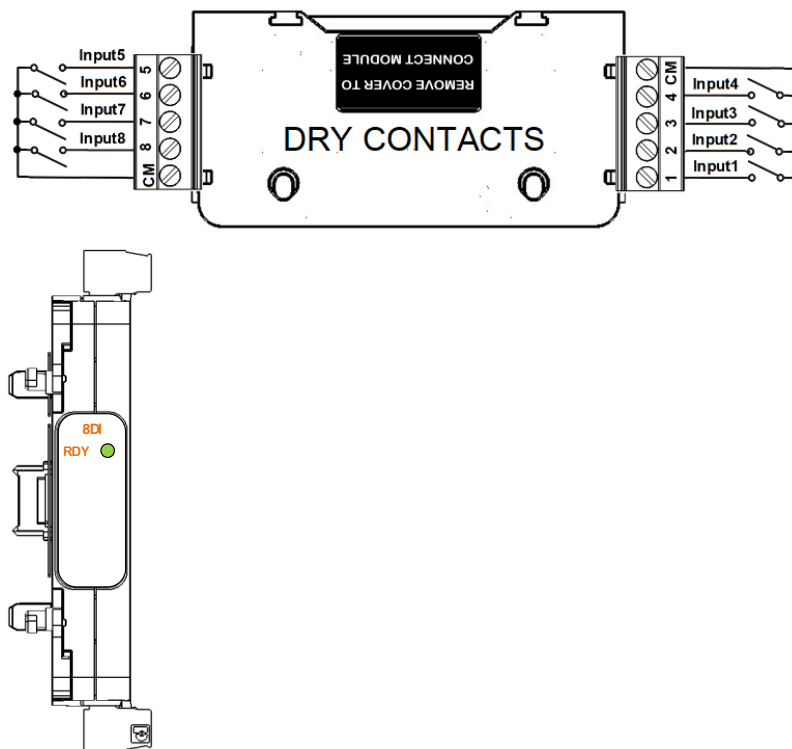 Input5
5
Input6
6
Input7
7
Input8
8
CM
REMOVE COVER TO
CONNECT MODULE
DRY CONTACTS
CM
Input4
4
Input3
3
Input2
2
Input1
1
8DI
RDY